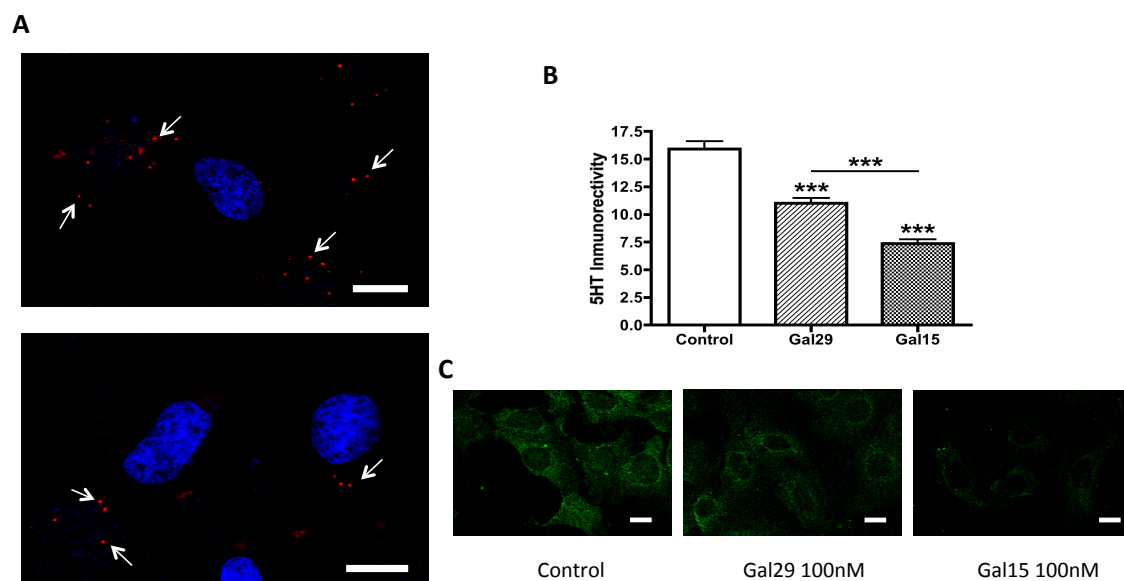 A
B
5HT Inmunorectivity
17.5
15.0
12.5
10.0
7.5
5.0
2.5
0.0
***
***
***
Control
Gal29
Gal15
C
Control
Gal29 100nM
Gal15 100nM